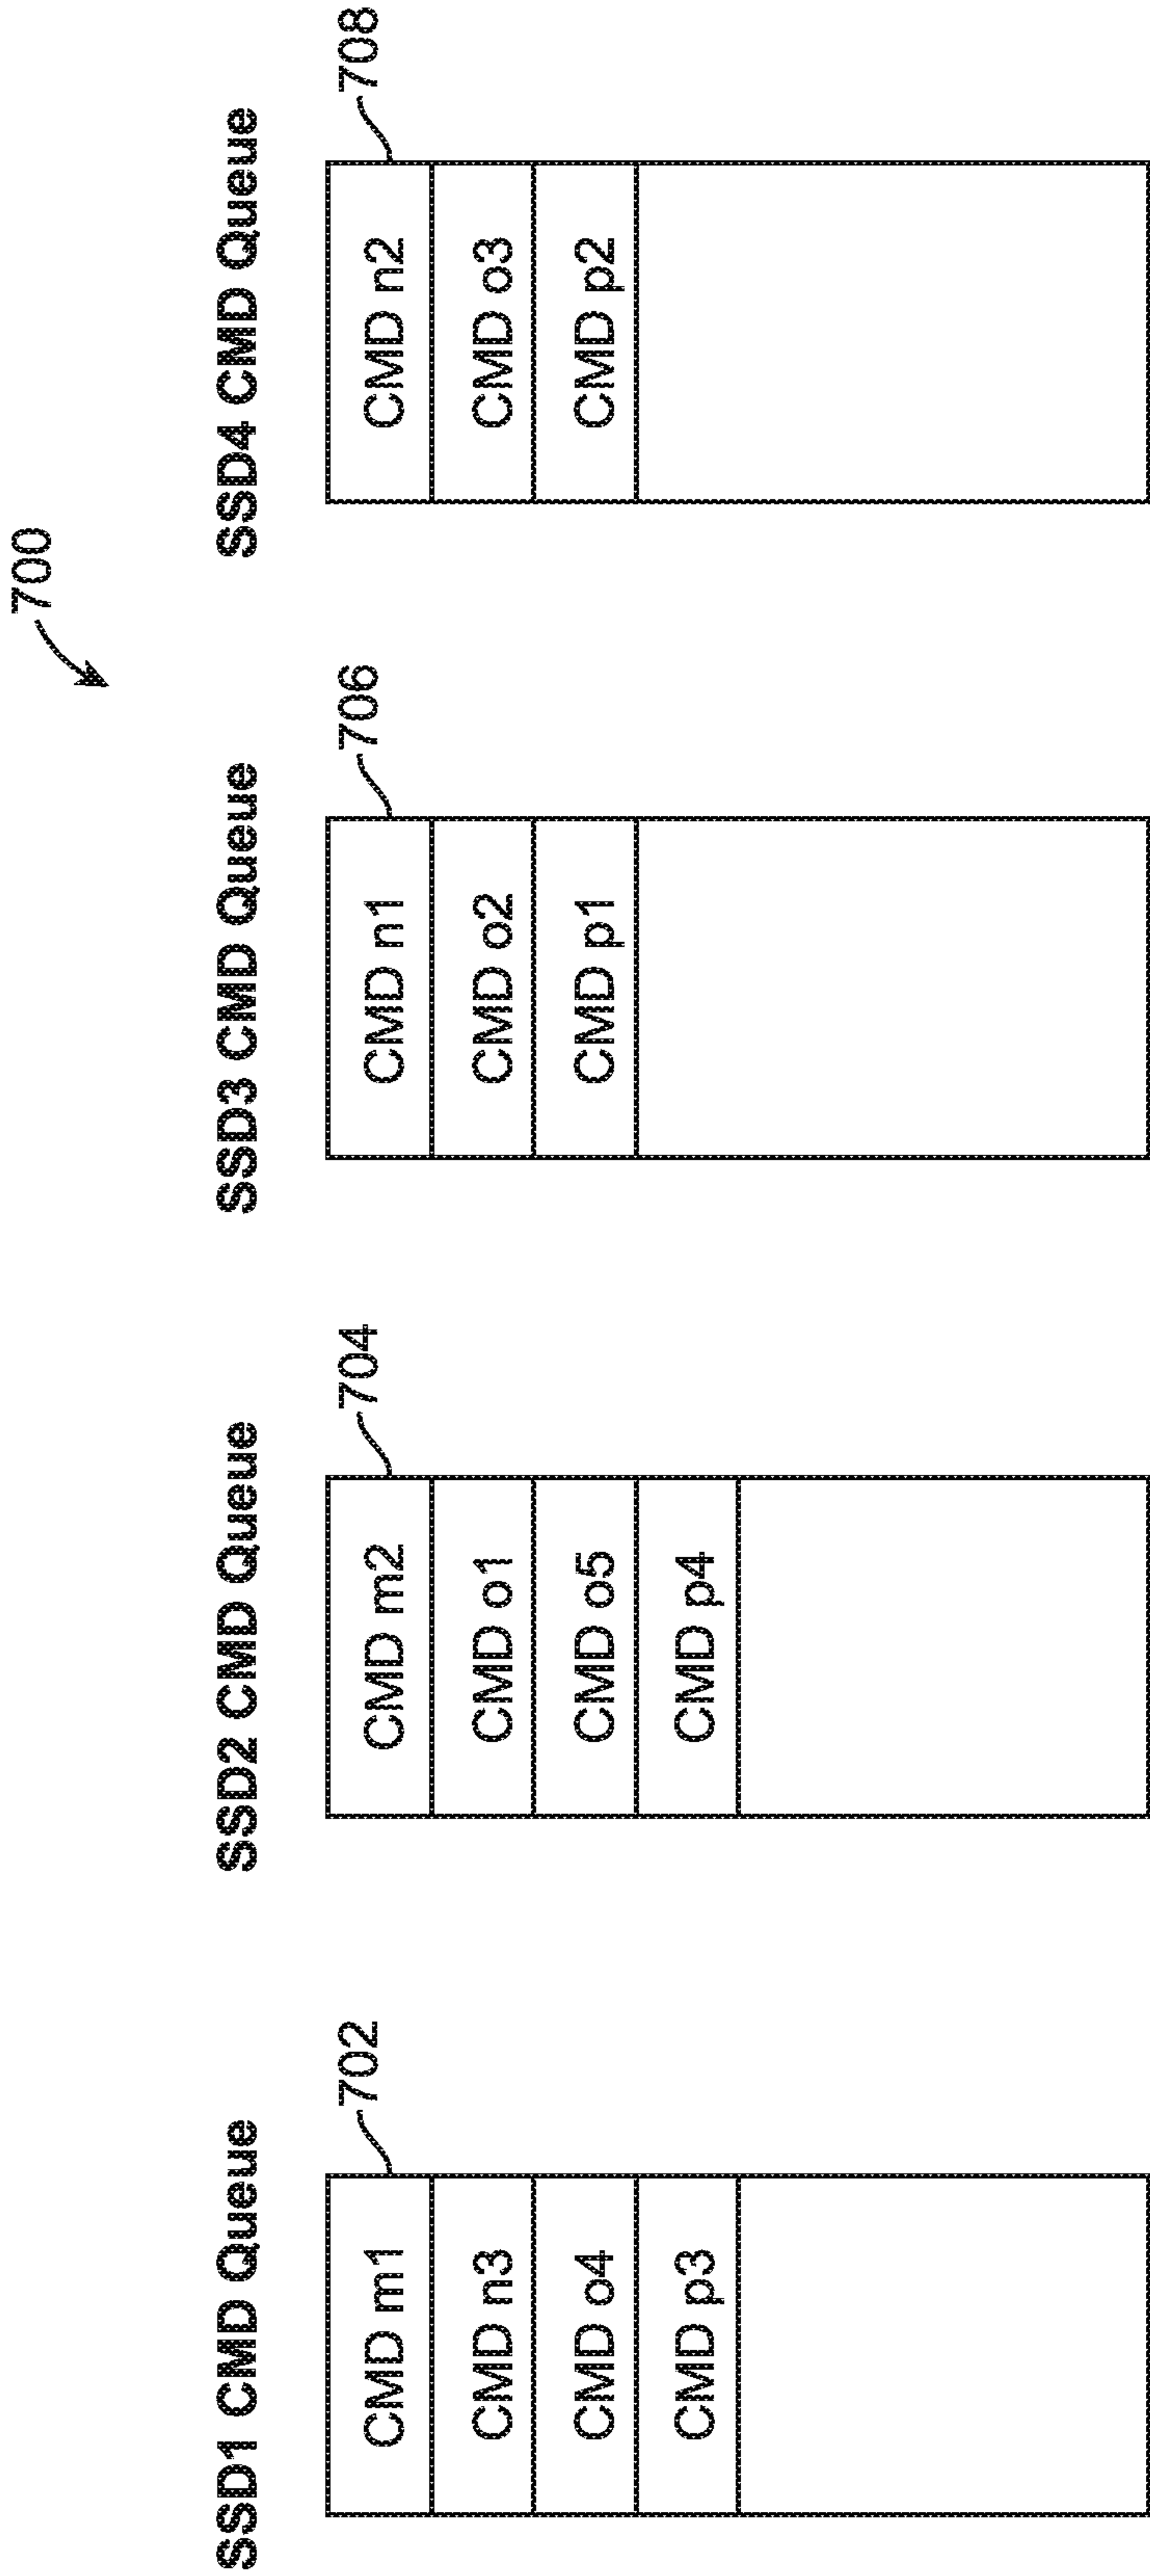 700
SSD1 CMD Queue
702
CMD m1
CMD n3
CMD o4
CMD p3
SSD2 CMD Queue
704
CMD m2
CMD o1
CMD o5
CMD p4
SSD3 CMD Queue
706
CMD n1
CMD o2
CMD p1
SSD4 CMD Queue
708
CMD n2
CMD o3
CMD p2